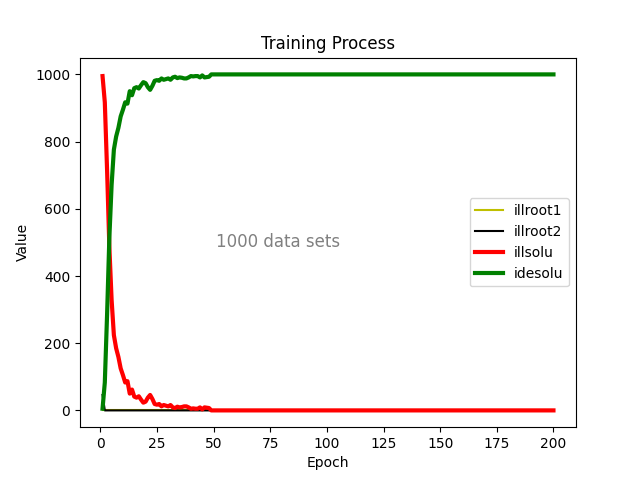 Training Process
1000
800
600
400
200
0
Value
1000 data sets
illroot1
illroot2
illsolu
idesolu
0 25 50 75 100 125 150 175 200
Epoch